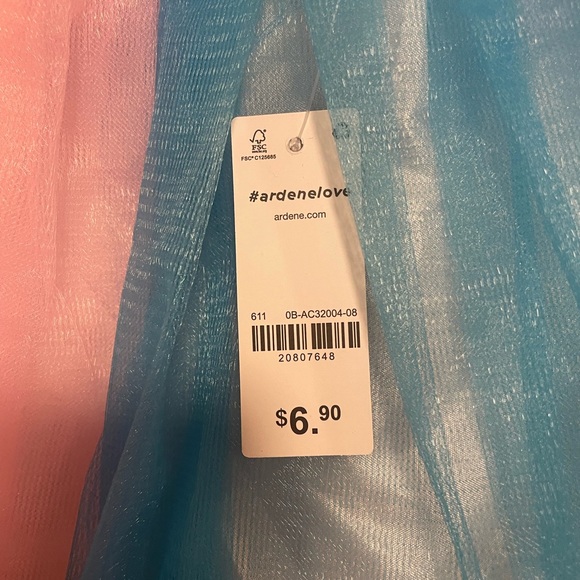 FSC
FSC® C125885
#ardenelove
ardene.com
611 0B-AC32004-08
20807648
$6.90